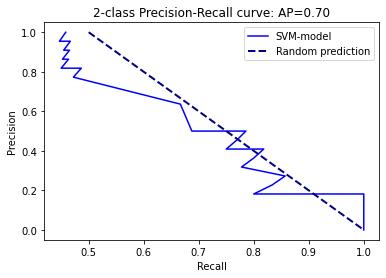 2-class Precision-Recall curve: AP=0.70
SVM-model
Random prediction
Precision
1.0
0.8
0.6
0.4
0.2
0.0
0.5 0.6 0.7 0.8 0.9 1.0
Recall